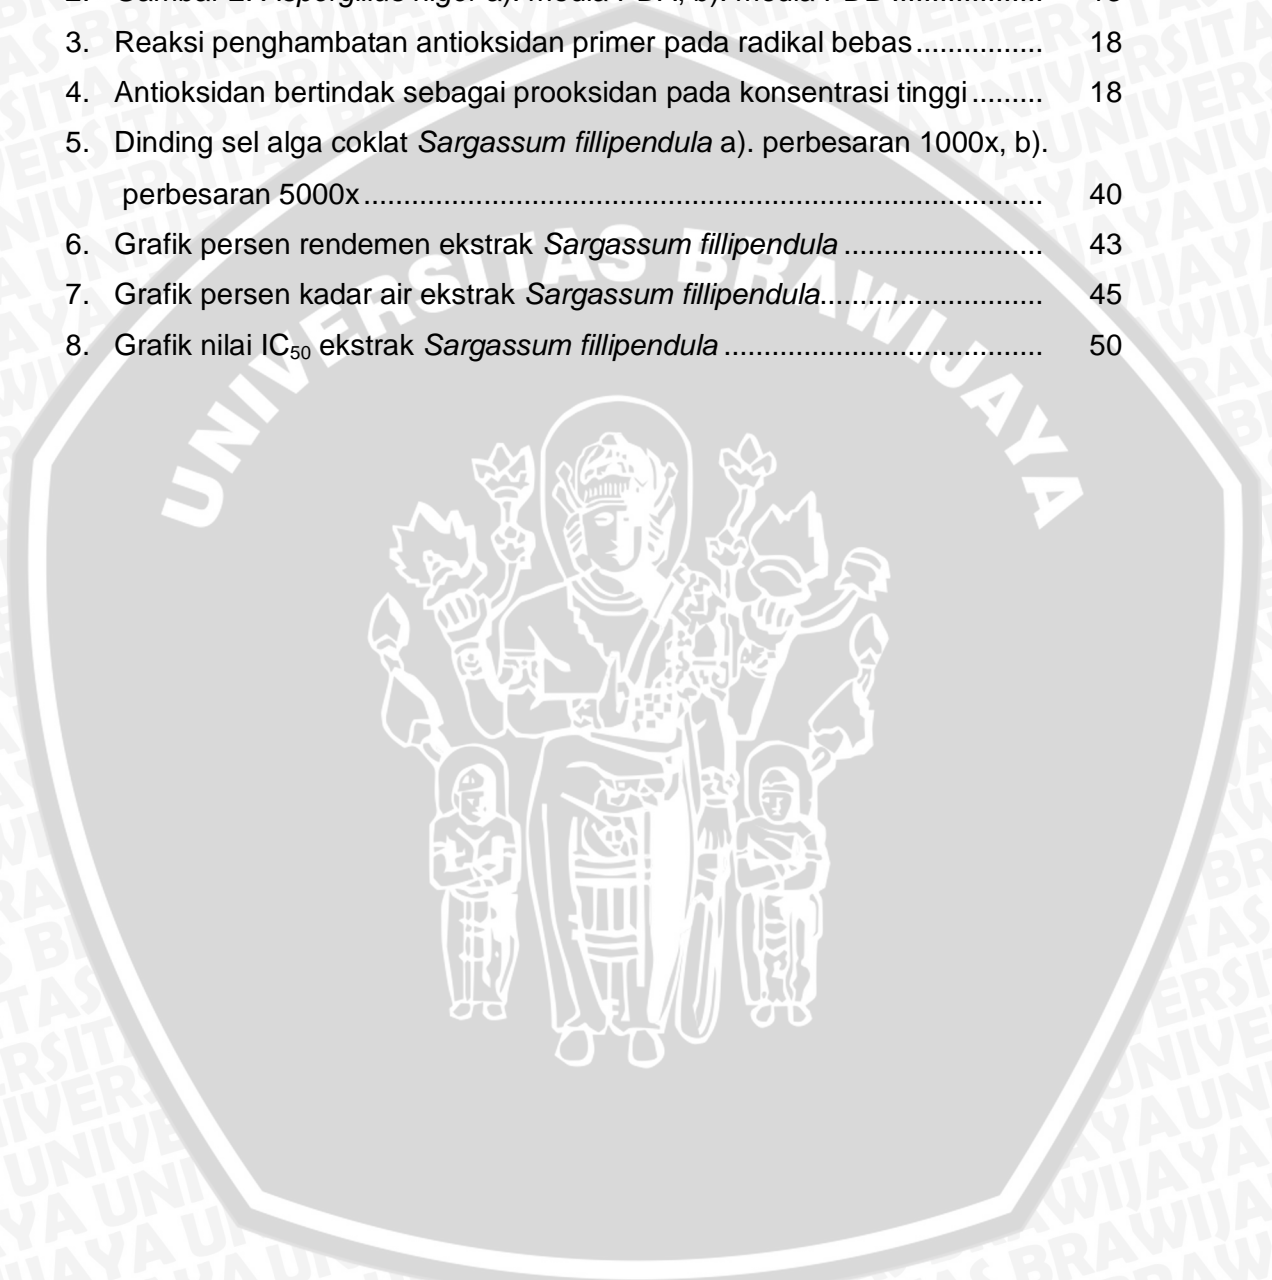 3. Reaksi penghambatan antioksidan primer pada radikal bebas ................ 18
4. Antioksidan bertindak sebagai prooksidan pada konsentrasi tinggi ......... 18
5. Dinding sel alga coklat Sargassum fillipendula a). perbesaran 1000x, b).
perbesaran 5000x ..................................................................................... 40
6. Grafik persen rendemen ekstrak Sargassum fillipendula ......................... 43
7. Grafik persen kadar air ekstrak Sargassum fillipendula............................ 45
8. Grafik nilai IC50 ekstrak Sargassum fillipendula ........................................ 50
UNIVERSITAS BRAWIJAYA